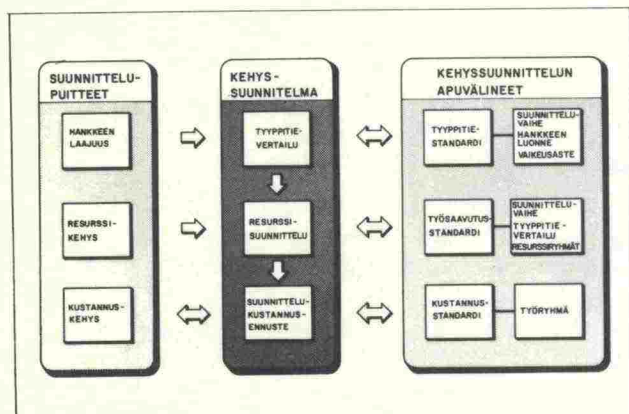 SUUNNITTELU-
PUITTEET
HANKKEEN
LAAJUUS
RESURSSI-
KEHYS
KUSTANNUS-
KEHYS
KEHYS-
SUUNNITELMA
TYYPPITIE-
VERTAILU
RESURSSI-
SUUNNITTELU
SUUNNITTELU-
KUSTANNUS-
ENNUSTE
KEHYSSUUNNITTELUN
APUVÄLINEET
TYYPPITIE-
STANDARDI
SUUNNITTELU-
VAIHE
HANKKEEN
LUONNE
VAIKEUSASTE
TYÖSAAVUTUS-
STANDARDI
SUUNNITTELU-
VAIHE
TYYPPITIE-
VERTAILU
RESURSSIRYHMÄT
KUSTANNUS-
STANDARDI
TYÖRYHMÄ